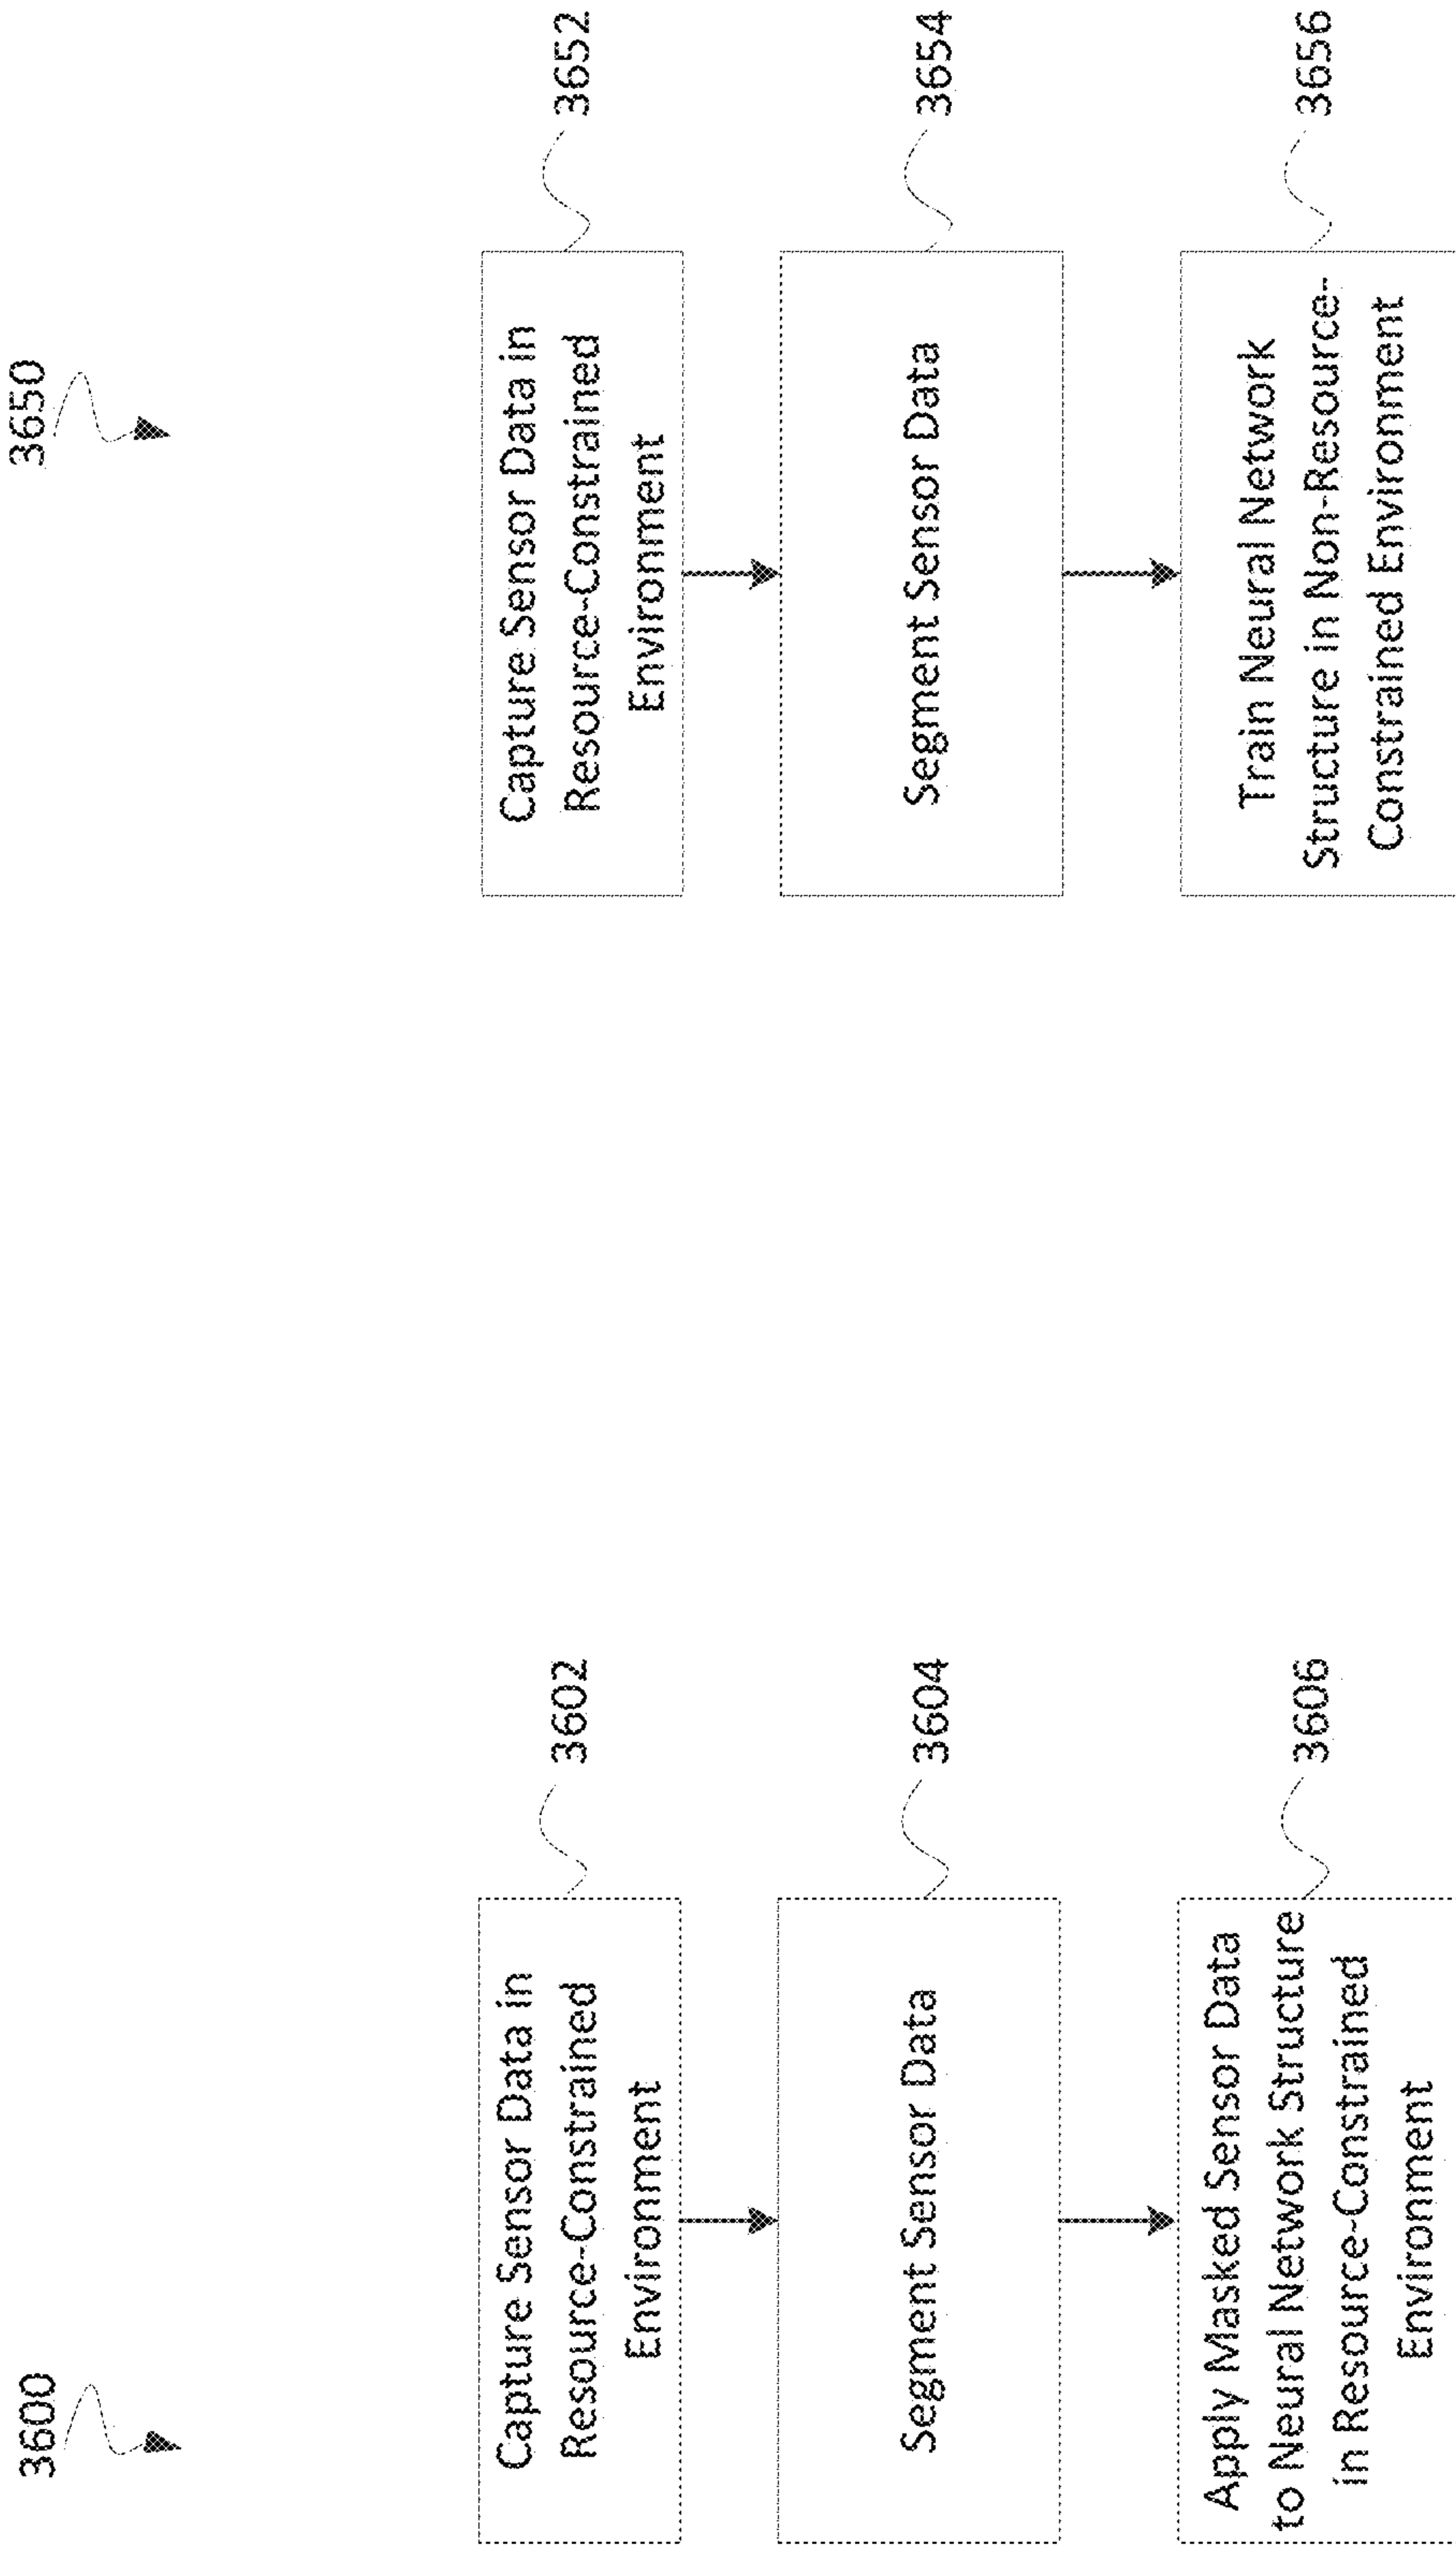 3600
Capture Sensor Data in
Resource-Constrained
Environment
3602
Segment Sensor Data
3604
Apply Masked Sensor Data
to Neural Network Structure
in Resource-Constrained
Environment
3606
3650
Capture Sensor Data in
Resource-Constrained
Environment
3652
Segment Sensor Data
3654
Train Neural Network
Structure in Non-Resource-
Constrained Environment
3656